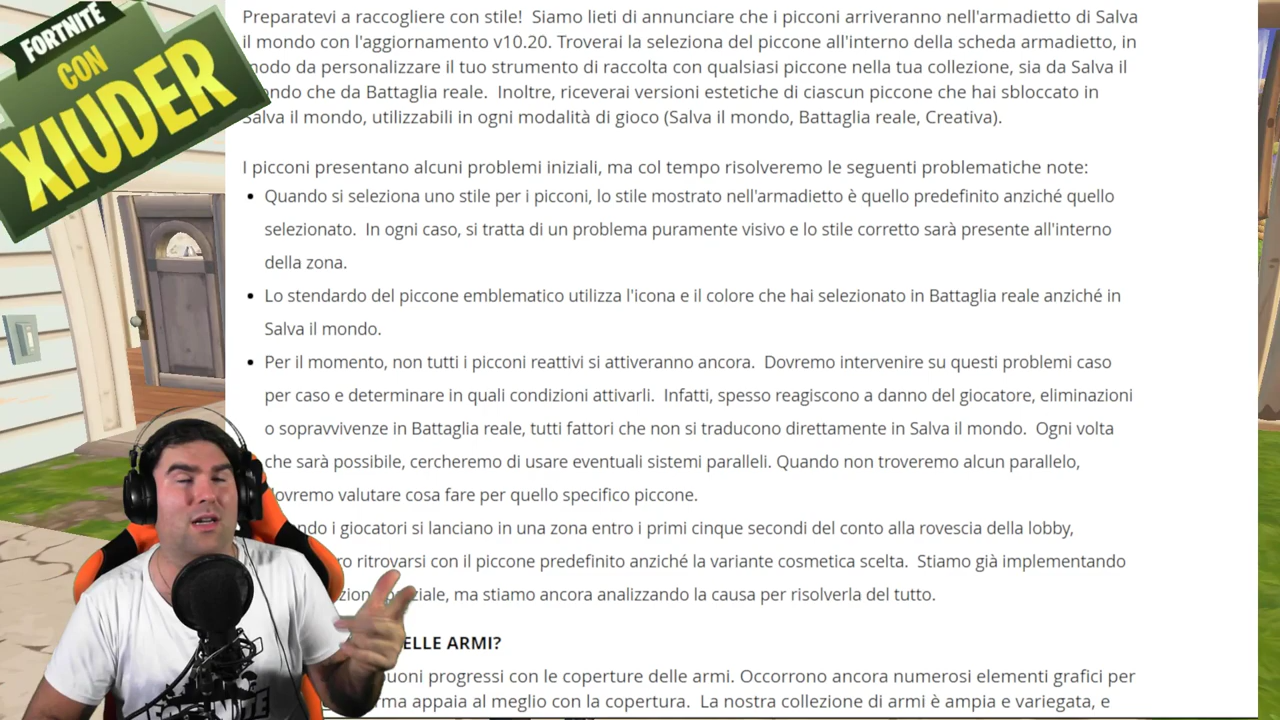 FORTNITE
CON
XIUDER
Preparatevi a raccogliere con stile!  Siamo lieti di annunciare che i picconi arriveranno nell'armadietto di Salva
il mondo con l'aggiornamento v10.20. Troverai la seleziona del piccone all'interno della scheda armadietto, in
modo da personalizzare il tuo strumento di raccolta con qualsiasi piccone nella tua collezione, sia da Salva il
mondo che da Battaglia reale.  Inoltre, riceverai versioni estetiche di ciascun piccone che hai sbloccato in
Salva il mondo, utilizzabili in ogni modalità di gioco (Salva il mondo, Battaglia reale, Creativa).
I picconi presentano alcuni problemi iniziali, ma col tempo risolveremo le seguenti problematiche note:
• Quando si seleziona uno stile per i picconi, lo stile mostrato nell'armadietto è quello predefinito anziché quello
selezionato.  In ogni caso, si tratta di un problema puramente visivo e lo stile corretto sarà presente all'interno
della zona.
• Lo stendardo del piccone emblematico utilizza l'icona e il colore che hai selezionato in Battaglia reale anziché in
Salva il mondo.
• Per il momento, non tutti i picconi reattivi si attiveranno ancora.  Dovremo intervenire su questi problemi caso
per caso e determinare in quali condizioni attivarli.  Infatti, spesso reagiscono a danno del giocatore, eliminazioni
o sopravvivenze in Battaglia reale, tutti fattori che non si traducono direttamente in Salva il mondo.  Ogni volta
che sarà possibile, cercheremo di usare eventuali sistemi paralleli. Quando non troveremo alcun parallelo,
dovremo valutare cosa fare per quello specifico piccone.
i giocatori si lanciano in una zona entro i primi cinque secondi del conto alla rovescia della lobby,
ritrovarsi con il piccone predefinito anziché la variante cosmetica scelta.  Stiamo già implementando
ma stiamo ancora analizzando la causa per risolverla del tutto.
ARMI?
progressi con le coperture delle armi. Occorrono ancora numerosi elementi grafici per
appaia al meglio con la copertura.  La nostra collezione di armi è ampia e variegata, e